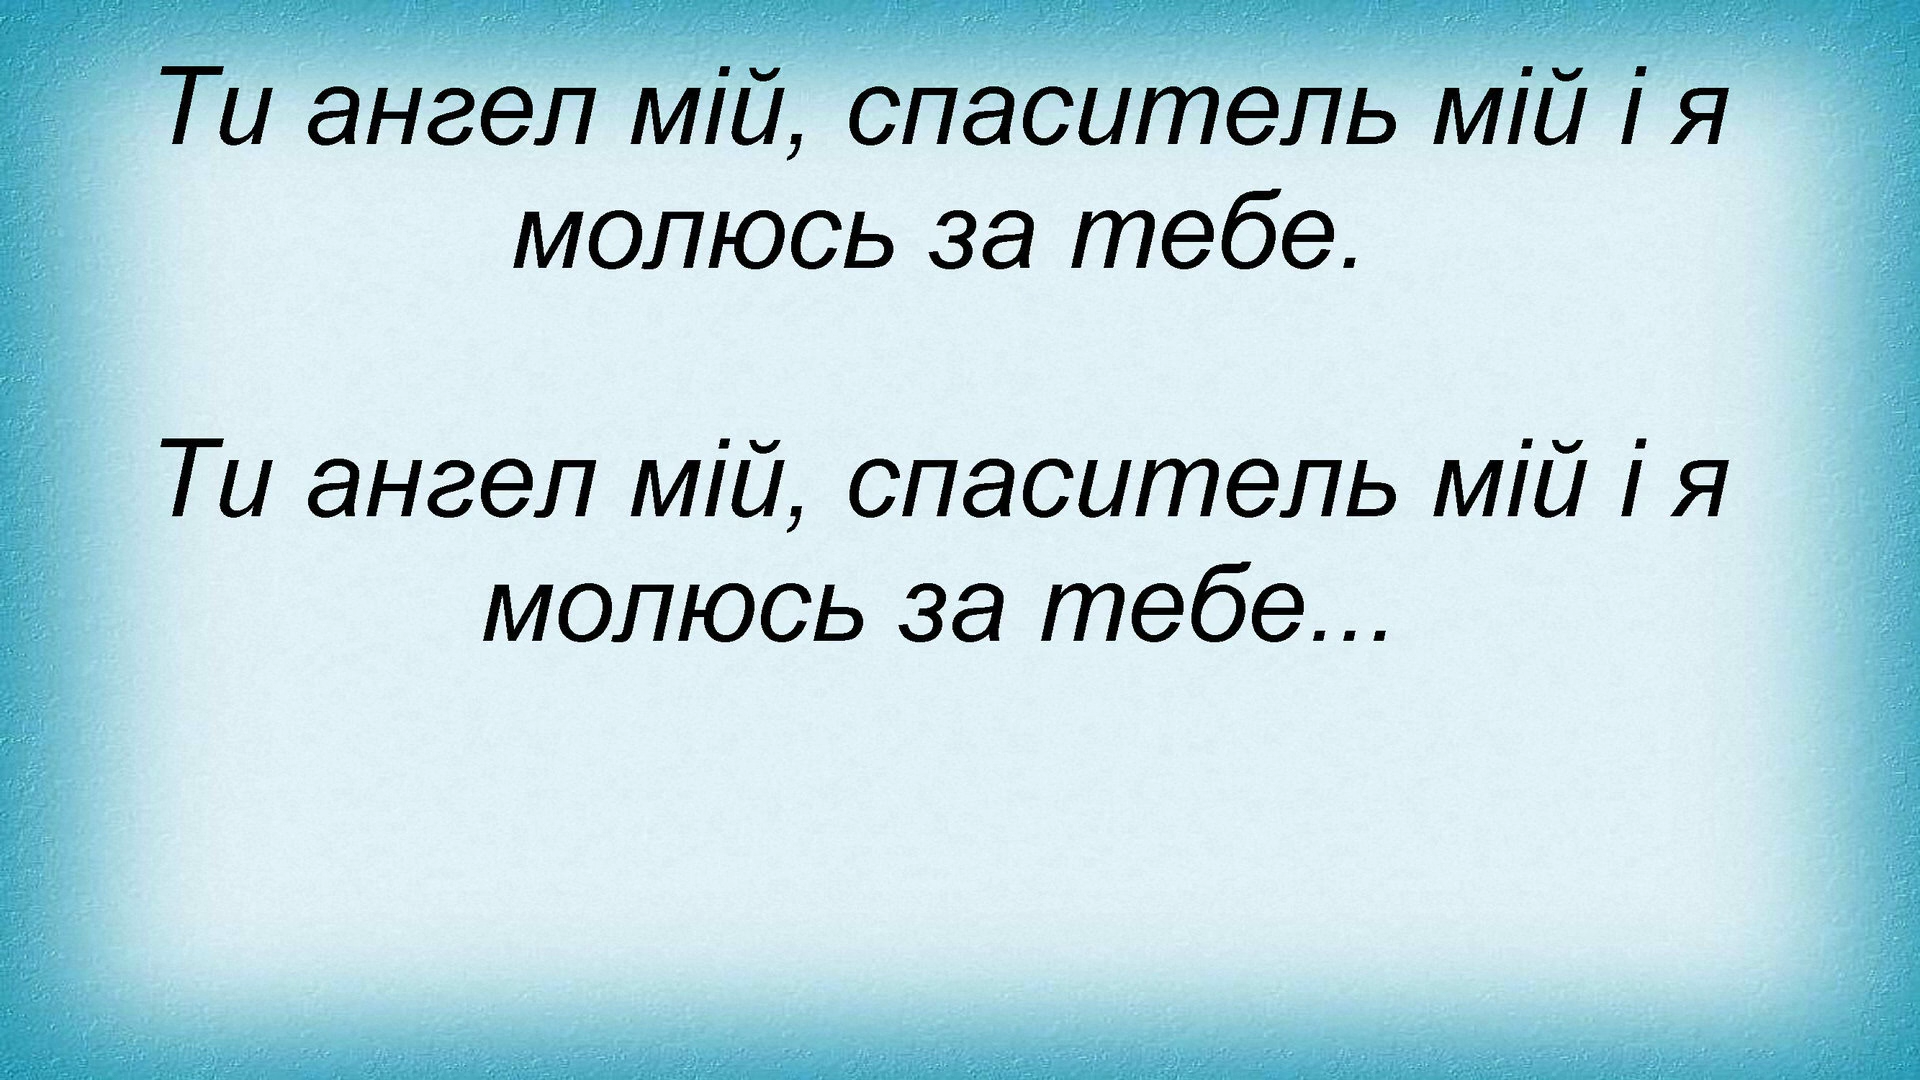 Ти ангел мій, спаситель мій і я
молюсь за тебе.
Ти ангел мій, спаситель мій і я
молюсь за тебе...